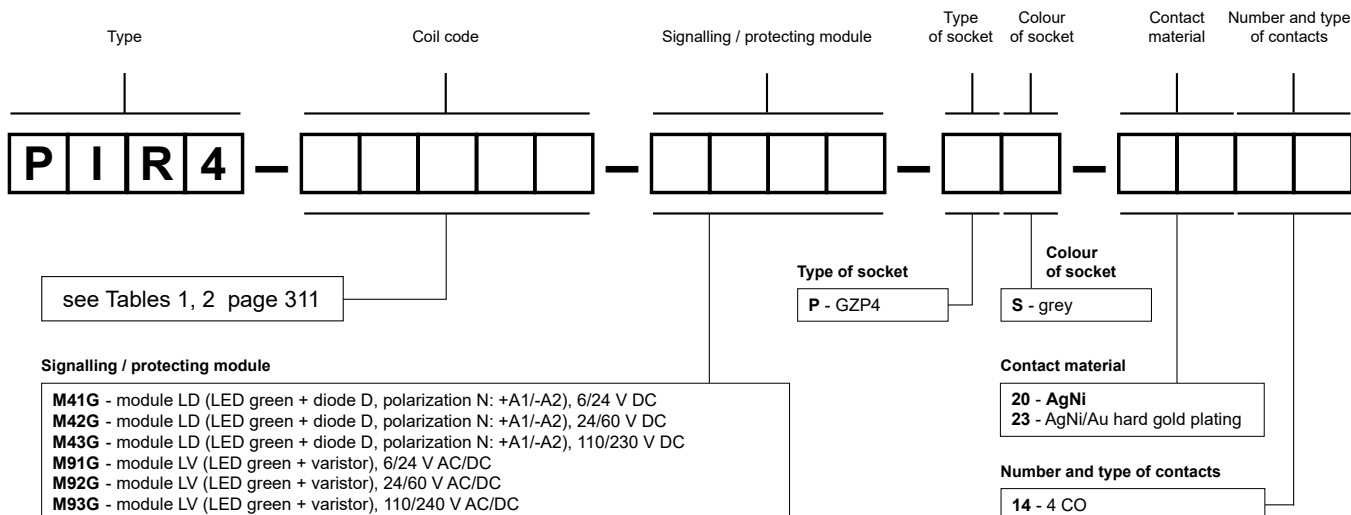 Type
Coil code
Signalling / protecting module
Type
of socket
Colour
of socket
Contact
material
Number and type
of contacts
P I R 4 – – – –
see Tables 1, 2 page 311
Type of socket
P - GZP4
Colour
of socket
S - grey
Signalling / protecting module
M41G - module LD (LED green + diode D, polarization N: +A1/-A2), 6/24 V DC
M42G - module LD (LED green + diode D, polarization N: +A1/-A2), 24/60 V DC
M43G - module LD (LED green + diode D, polarization N: +A1/-A2), 110/230 V DC
M91G - module LV (LED green + varistor), 6/24 V AC/DC
M92G - module LV (LED green + varistor), 24/60 V AC/DC
M93G - module LV (LED green + varistor), 110/240 V AC/DC
Contact material
20 - AgNi
23 - AgNi/Au hard gold plating
Number and type of contacts
14 - 4 CO